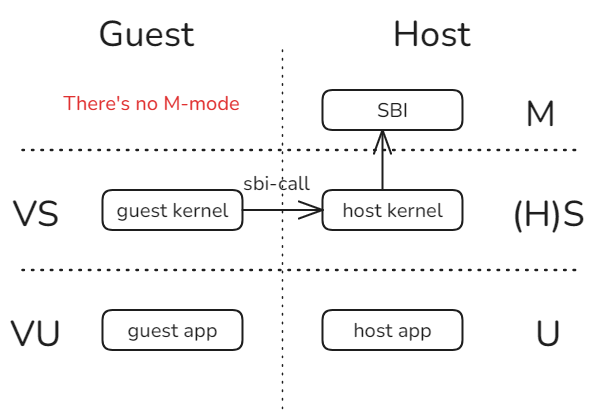 Guest
Host
There's no M-mode
SBI
M
sbi-call
VS
guest kernel
host kernel
(H)S
VU
guest app
host app
U